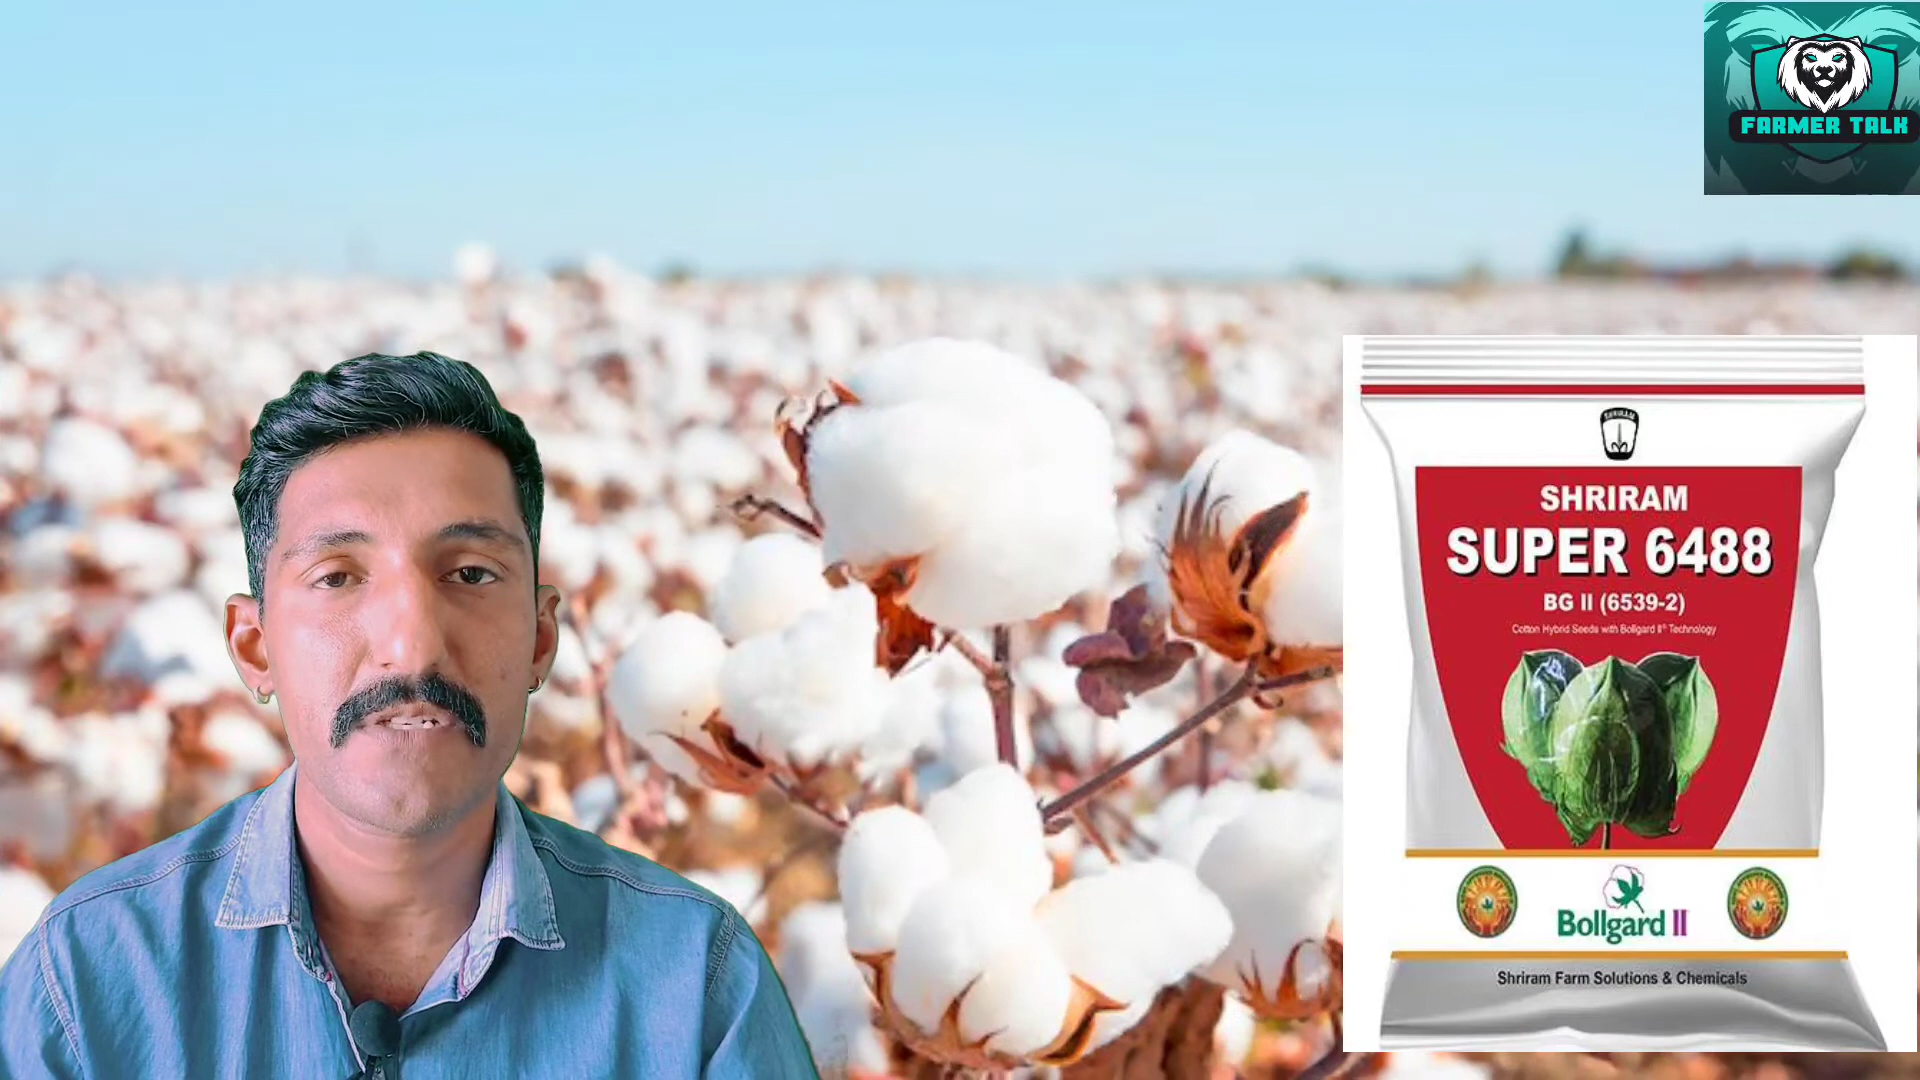 FARMER TALK
SHRIRAM
SHRIRAM
SUPER 6488
BG II (6539-2)
Cotton Hybrid Seeds with Bollgard II® Technology
Bollgard II
Shriram Farm Solutions & Chemicals